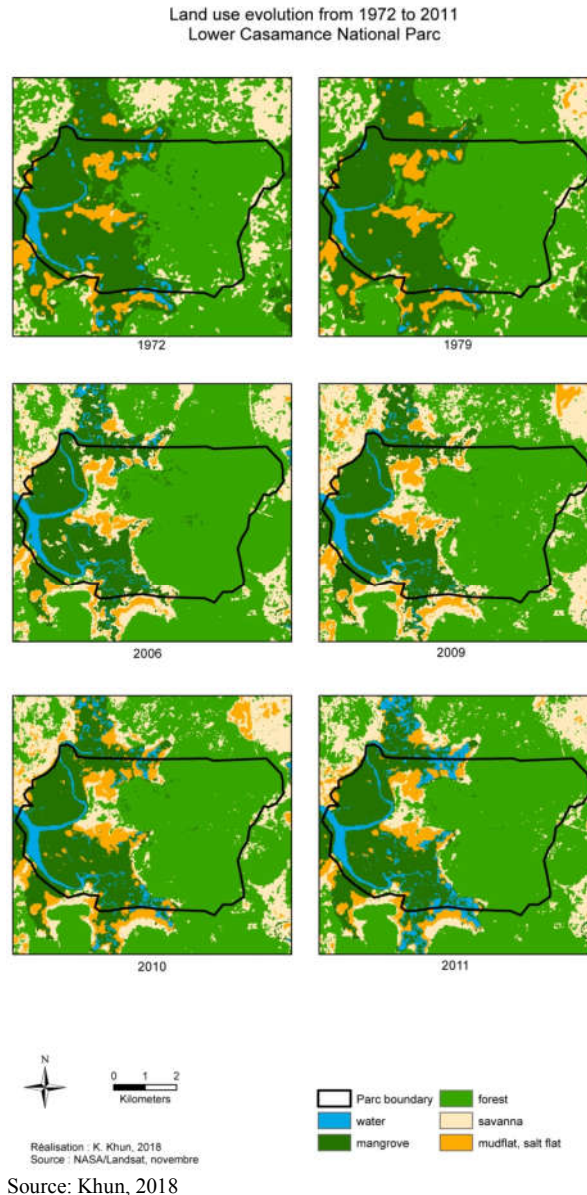 Land use evolution from 1972 to 2011
Lower Casamance National Parc
1972
1979
2006
2009
2010
2011
N
0 1 2
Kilometers
Parc boundary
forest
water
savanna
mangrove
mudflat, salt flat
Réalisation : K. Khun, 2018
Source : NASA/Landsat, novembre
Source: Khun, 2018